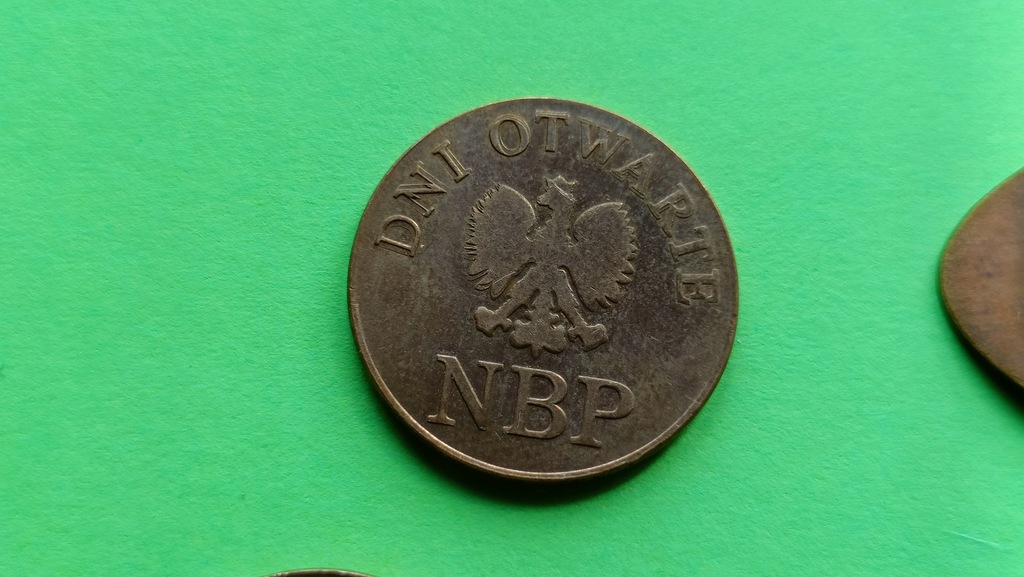 DNI OTWARTE
NBP